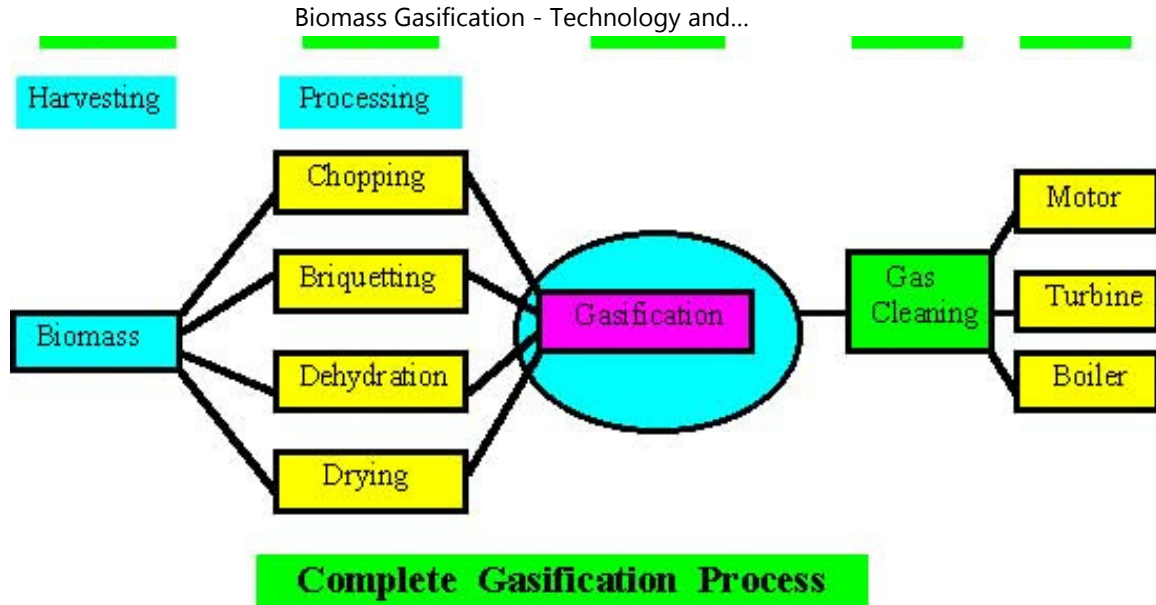 Biomass Gasification - Technology and...
Harvesting
Processing
Chopping
Briquetting
Dehydration
Drying
Biomass
Gasification
Gas
Cleaning
Motor
Turbine
Boiler
Complete Gasification Process